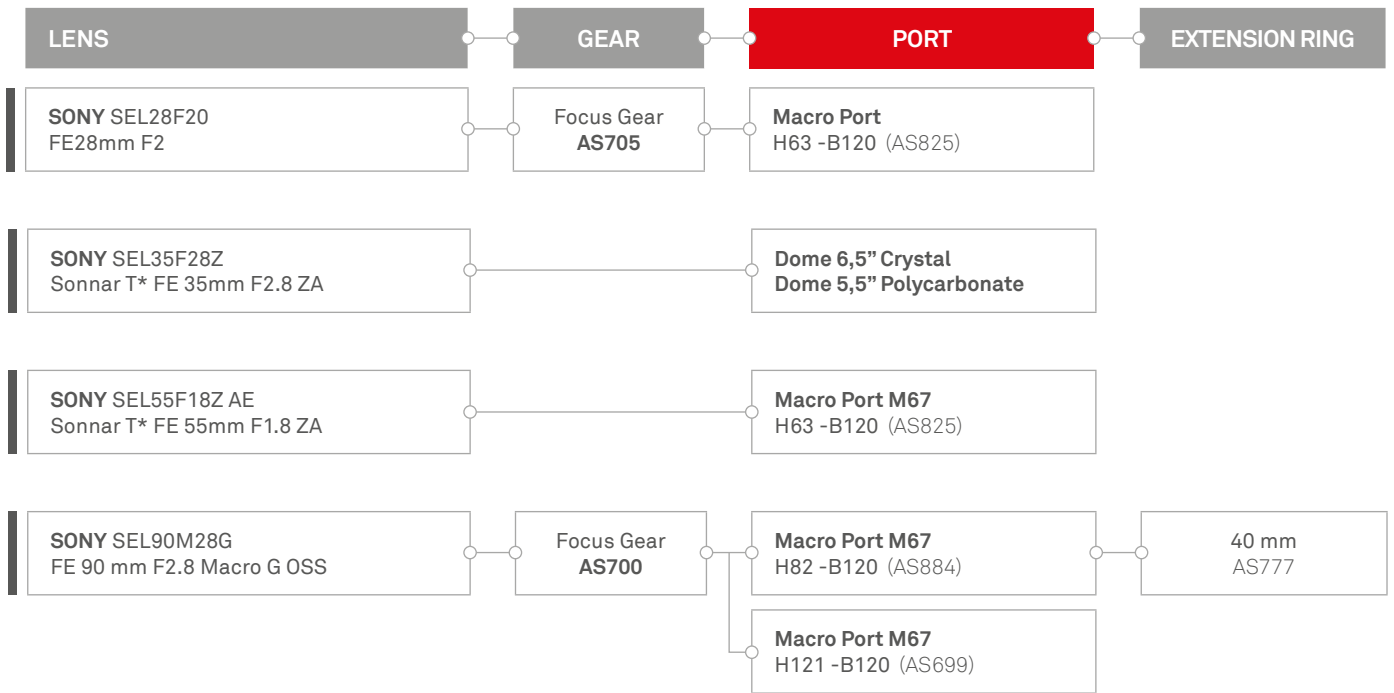 LENS
GEAR
PORT
EXTENSION RING
SONY SEL28F20
FE28mm F2
Focus Gear
AS705
Macro Port
H63 -B120 (AS825)
SONY SEL35F28Z
Sonnar T* FE 35mm F2.8 ZA
Dome 6,5” Crystal
Dome 5,5” Polycarbonate
SONY SEL55F18Z AE
Sonnar T* FE 55mm F1.8 ZA
Macro Port M67
H63 -B120 (AS825)
SONY SEL90M28G
FE 90 mm F2.8 Macro G OSS
Focus Gear
AS700
Macro Port M67
H82 -B120 (AS884)
40 mm
AS777
Macro Port M67
H121 -B120 (AS699)